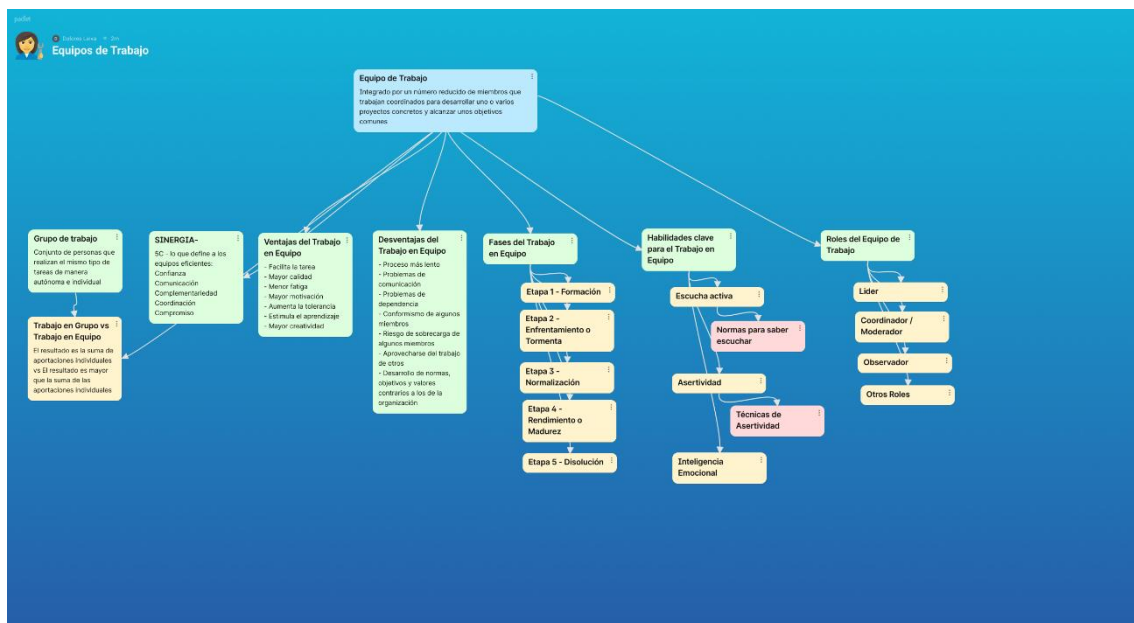 padlet
Dolores Leiva • 2m
Equipos de Trabajo
Equipo de Trabajo
Integrado por un número reducido de miembros que
trabajan coordinados para desarrollar uno o varios
proyectos concretos y alcanzar unos objetivos
comunes
Grupo de trabajo
Conjunto de personas que
realizan el mismo tipo de
tareas de manera
autónoma e individual
Trabajo en Grupo vs
Trabajo en Equipo
El resultado es la suma de
aportaciones individuales
vs El resultado es mayor
que la suma de las
aportaciones individuales
SINERGIA-
5C - lo que define a los
equipos eficientes:
Confianza
Comunicación
Complementariedad
Coordinación
Compromiso
Ventajas del Trabajo
en Equipo
- Facilita la tarea
- Mayor calidad
- Menor fatiga
- Mayor motivación
- Aumenta la tolerancia
- Estimula el aprendizaje
- Mayor creatividad
Desventajas del
Trabajo en Equipo
- Proceso más lento
- Problemas de
comunicación
- Problemas de
dependencia
- Conformismo de algunos
miembros
- Riesgo de sobrecarga de
algunos miembros
- Aprovecharse del trabajo
de otros
- Desarrollo de normas,
objetivos y valores
contrarios a los de la
organización
Fases del Trabajo
en Equipo
Etapa 1 - Formación
Etapa 2 -
Enfrentamiento o
Tormenta
Etapa 3 -
Normalización
Etapa 4 -
Rendimiento o
Madurez
Etapa 5 - Disolución
Habilidades clave
para el Trabajo en
Equipo
Escucha activa
Normas para saber
escuchar
Asertividad
Técnicas de
Asertividad
Inteligencia
Emocional
Roles del Equipo de
Trabajo
Líder
Coordinador /
Moderador
Observador
Otros Roles